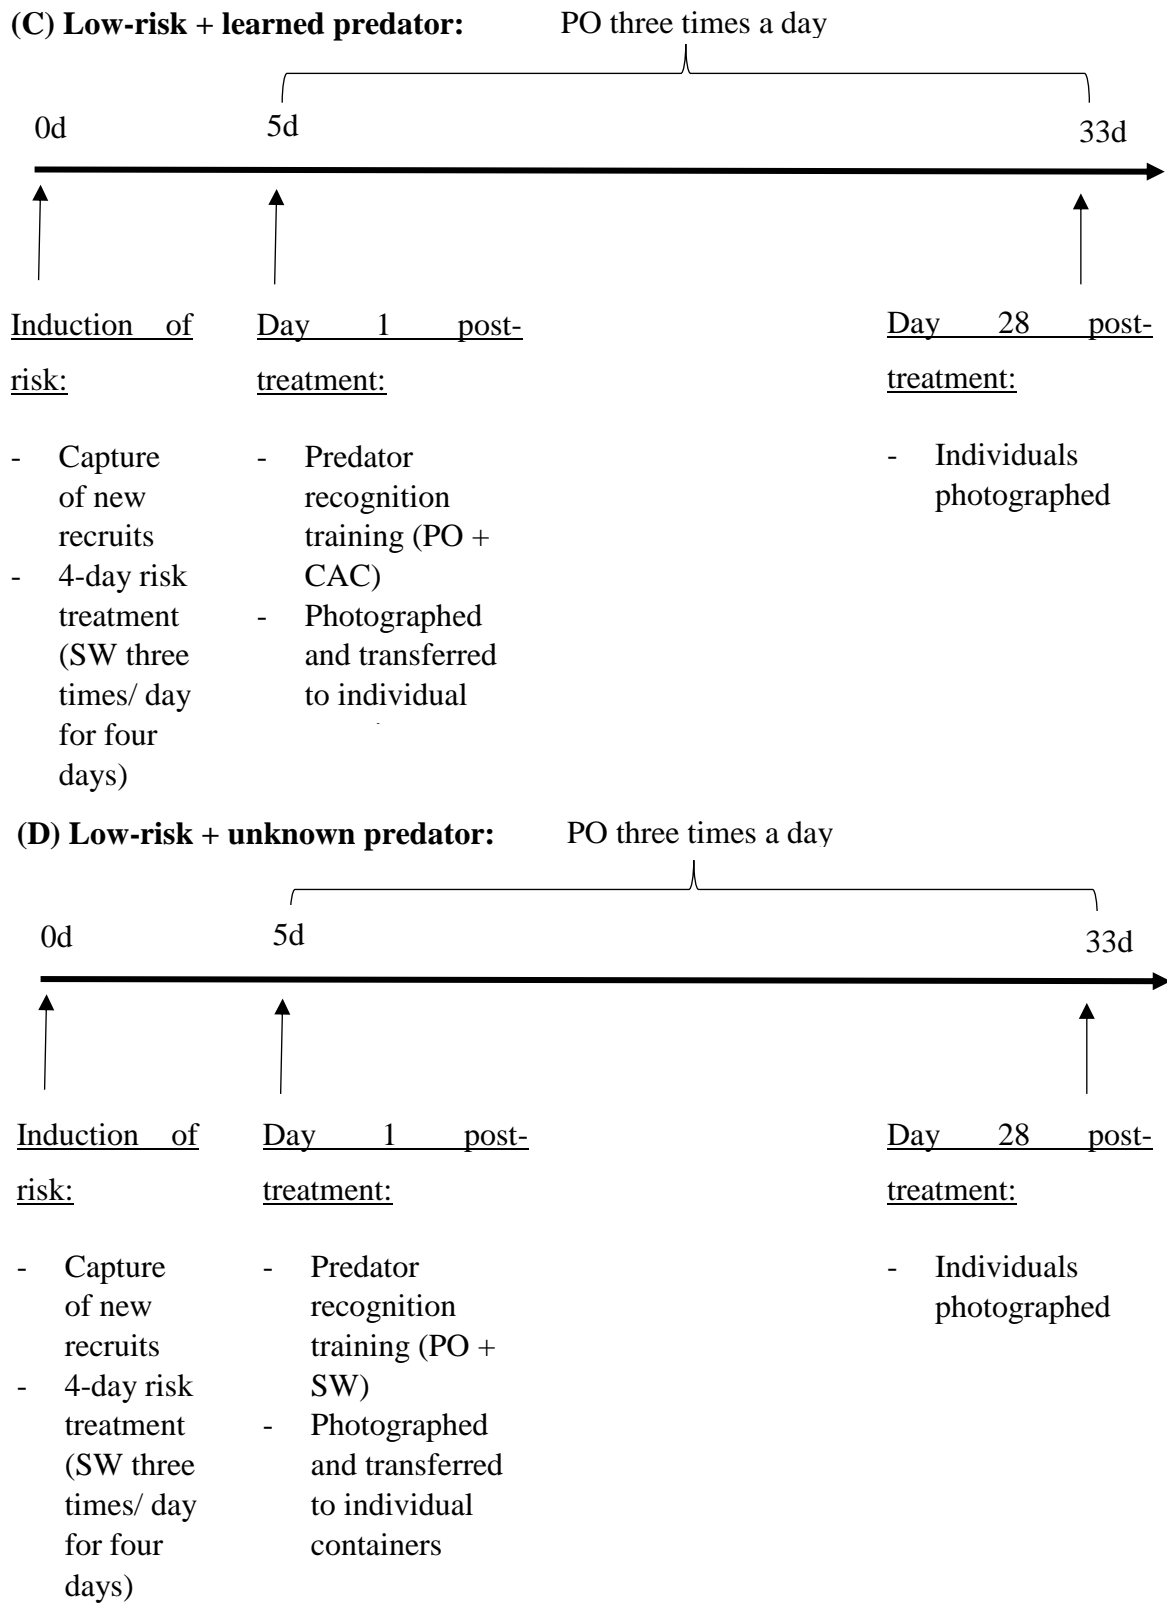 (C) Low-risk + learned predator: PO three times a day
0d 5d 33d
Induction of
risk:
- Capture
of new
recruits
- 4-day risk
treatment
(SW three
times/ day
for four
days)
Day 1 post-
treatment:
- Predator
recognition
training (PO +
CAC)
- Photographed
and transferred
to individual
Day 28 post-
treatment:
- Individuals
photographed
(D) Low-risk + unknown predator: PO three times a day
0d 5d 33d
Induction of
risk:
- Capture
of new
recruits
- 4-day risk
treatment
(SW three
times/ day
for four
days)
Day 1 post-
treatment:
- Predator
recognition
training (PO +
SW)
- Photographed
and transferred
to individual
containers
Day 28 post-
treatment:
- Individuals
photographed